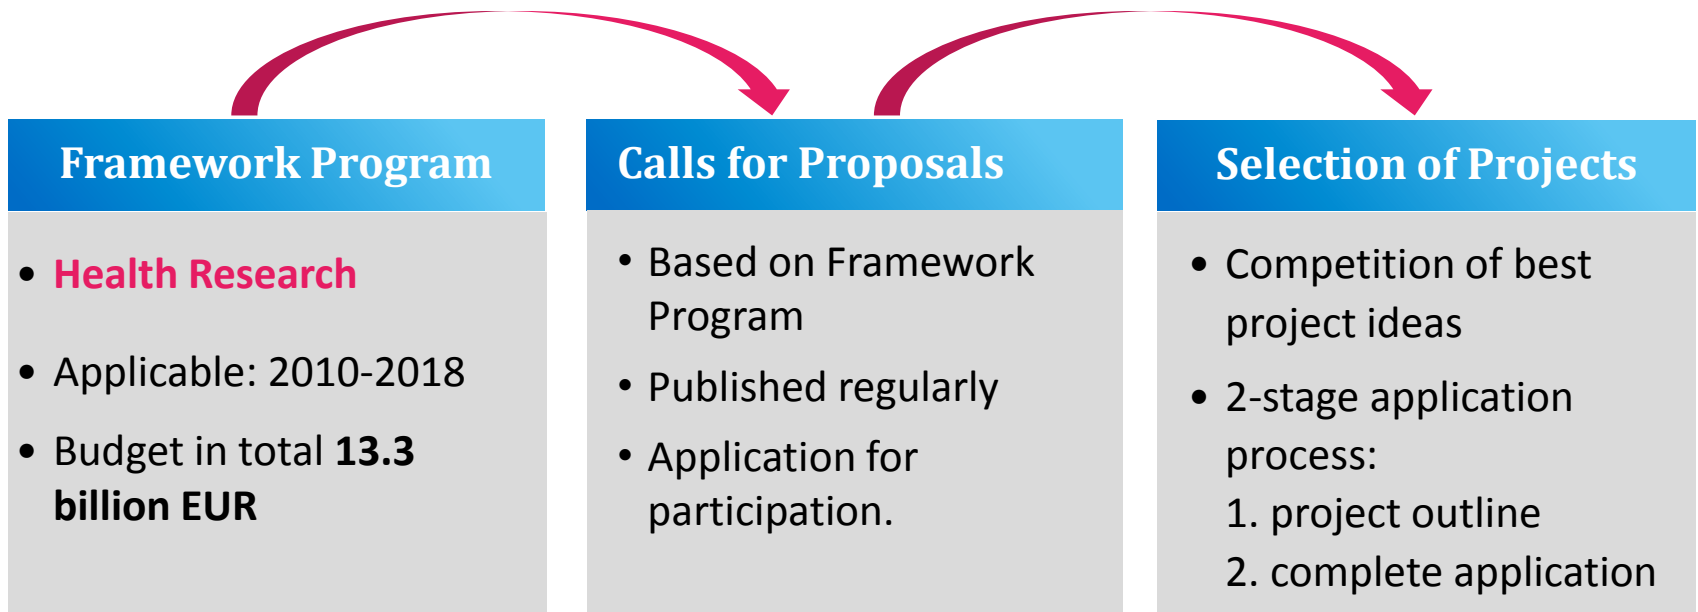 Framework Program
• Health Research
• Applicable: 2010-2018
• Budget in total 13.3
billion EUR
Calls for Proposals
• Based on Framework
Program
• Published regularly
• Application for
participation.
Selection of Projects
• Competition of best
project ideas
• 2-stage application
process:
1. project outline
2. complete application